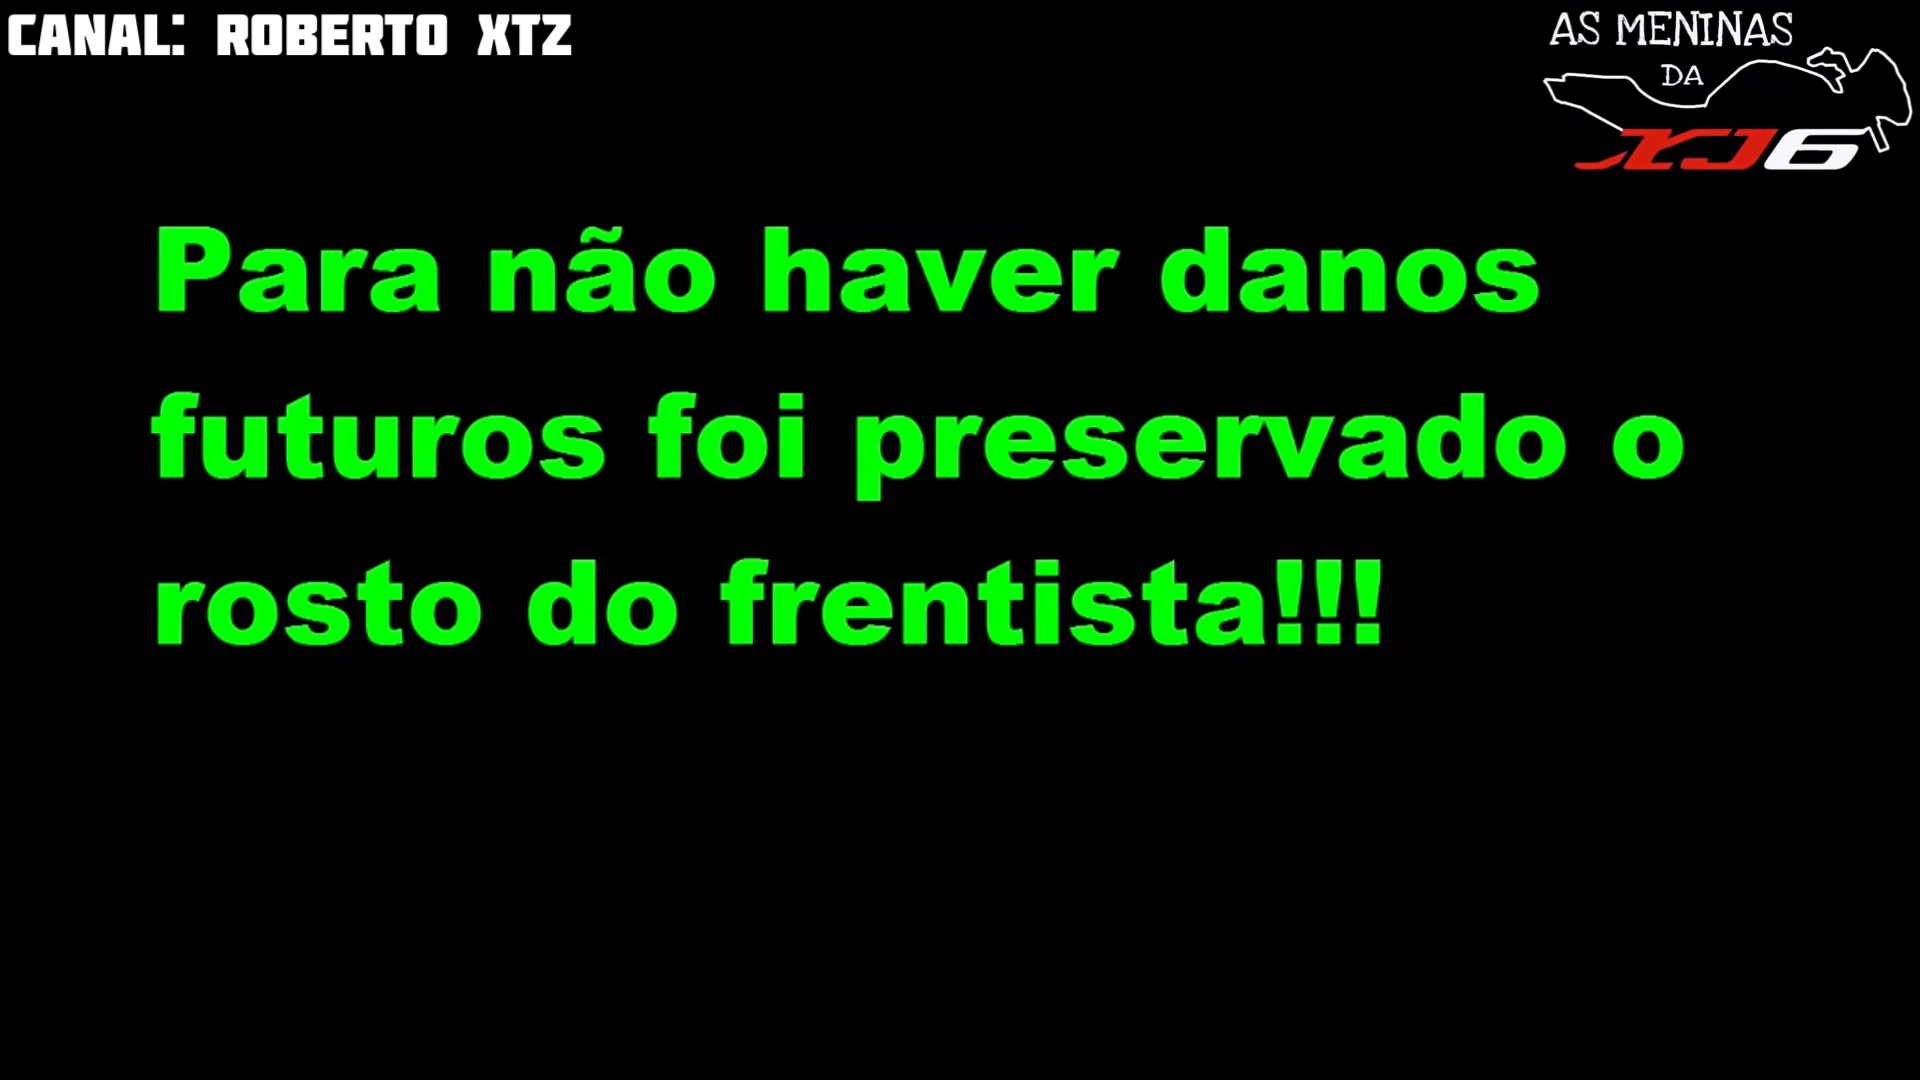 CANAL: ROBERTO XTZ
AS MENINAS
DA
XJ6
Para não haver danos
futuros foi preservado o
rosto do frentista!!!